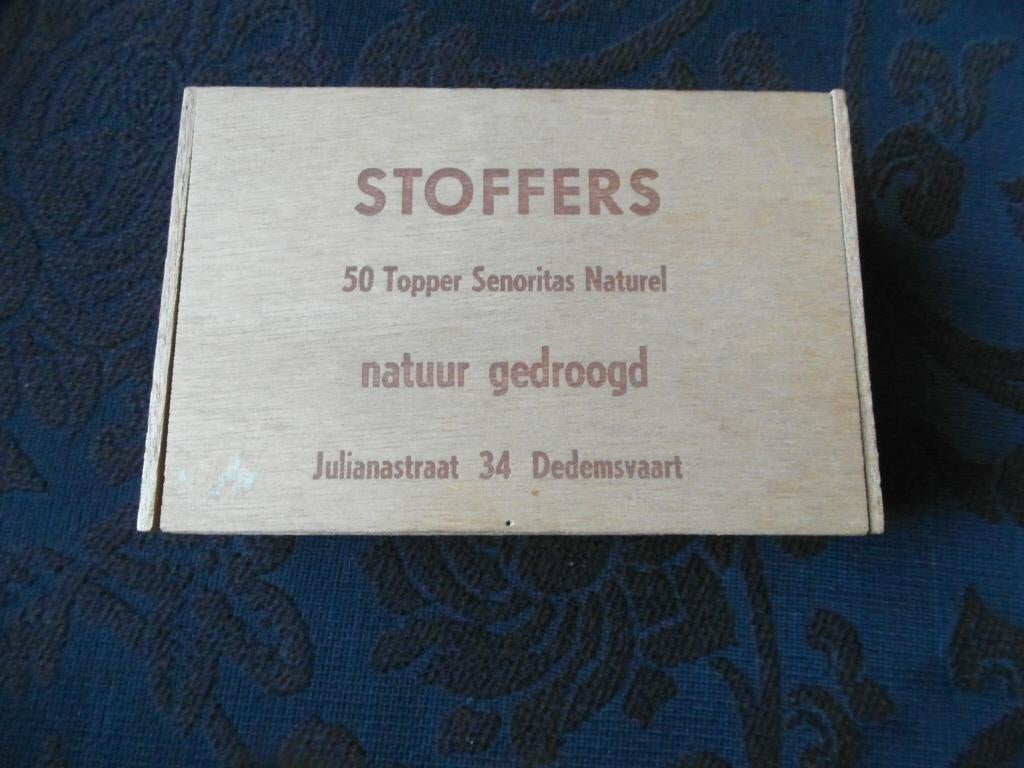 STOFFERS
50 Topper Senoritas Naturel
natuur gedroogd
Julianastraat 34 Dedemsvaart